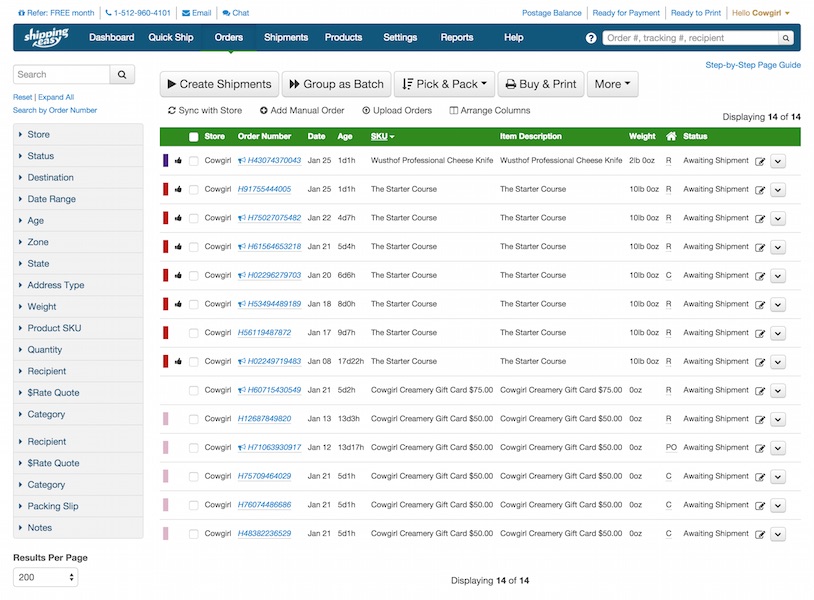 Refer: FREE month 1-512-960-4101 Email Chat Postage Balance Ready for Payment Ready to Print Hello Cowgirl
shipping easy Dashboard Quick Ship Orders Shipments Products Settings Reports Help ? Order #, tracking #, recipient
Step-by-Step Page Guide
Search
Create Shipments Group as Batch Pick & Pack Buy & Print More
Reset | Expand All
Search by Order Number
Sync with Store Add Manual Order Upload Orders Arrange Columns
Displaying 14 of 14
Store
Status
Destination
Date Range
Age
Zone
State
Address Type
Weight
Product SKU
Quantity
Recipient
$Rate Quote
Category
Recipient
$Rate Quote
Category
Packing Slip
Notes
Results Per Page
200
Store Order Number Date Age SKU Item Description Weight Status
Cowgirl H43074370043 Jan 25 1d1h Wusthof Professional Cheese Knife Wusthof Professional Cheese Knife 2lb 0oz R Awaiting Shipment
Cowgirl H91755444005 Jan 25 1d1h The Starter Course The Starter Course 10lb 0oz R Awaiting Shipment
Cowgirl H75027075482 Jan 22 4d7h The Starter Course The Starter Course 10lb 0oz R Awaiting Shipment
Cowgirl H61564653218 Jan 21 5d4h The Starter Course The Starter Course 10lb 0oz R Awaiting Shipment
Cowgirl H02296279703 Jan 20 6d6h The Starter Course The Starter Course 10lb 0oz C Awaiting Shipment
Cowgirl H53494489189 Jan 18 8d0h The Starter Course The Starter Course 10lb 0oz R Awaiting Shipment
Cowgirl H56119487872 Jan 17 9d7h The Starter Course The Starter Course 10lb 0oz R Awaiting Shipment
Cowgirl H02249719483 Jan 08 17d22h The Starter Course The Starter Course 10lb 0oz R Awaiting Shipment
Cowgirl H60715430549 Jan 21 5d2h Cowgirl Creamery Gift Card $75.00 Cowgirl Creamery Gift Card $75.00 0oz R Awaiting Shipment
Cowgirl H12687849820 Jan 13 13d3h Cowgirl Creamery Gift Card $50.00 Cowgirl Creamery Gift Card $50.00 0oz R Awaiting Shipment
Cowgirl H71063930917 Jan 12 13d17h Cowgirl Creamery Gift Card $50.00 Cowgirl Creamery Gift Card $50.00 0oz PO Awaiting Shipment
Cowgirl H75709464029 Jan 21 5d1h Cowgirl Creamery Gift Card $50.00 Cowgirl Creamery Gift Card $50.00 0oz C Awaiting Shipment
Cowgirl H76074486686 Jan 21 5d1h Cowgirl Creamery Gift Card $50.00 Cowgirl Creamery Gift Card $50.00 0oz C Awaiting Shipment
Cowgirl H48382236529 Jan 21 5d1h Cowgirl Creamery Gift Card $50.00 Cowgirl Creamery Gift Card $50.00 0oz C Awaiting Shipment
Displaying 14 of 14